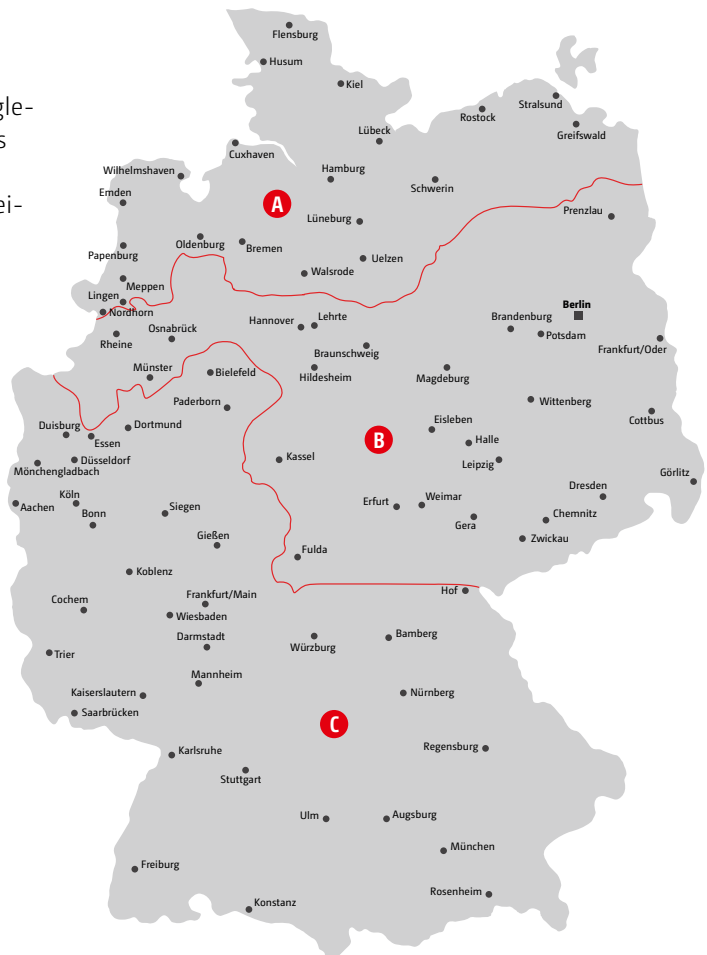 gle-
s
ei-
Flensburg
Husum
Kiel
Stralsund
Rostock
Greifswald
Lübeck
Cuxhaven
Hamburg
Wilhelmshaven
Schwerin
Emden
A
Prenzlau
Lüneburg
Oldenburg
Bremen
Papenburg
Uelzen
Walsrode
Meppen
Lingen
Berlin
Nordhorn
Lehrte
Brandenburg
Hannover
Osnabrück
Potsdam
Rheine
Braunschweig
Frankfurt/Oder
Münster
Bielefeld
Hildesheim
Magdeburg
Paderborn
Wittenberg
Eisleben
Cottbus
Duisburg
Dortmund
Essen
B
Halle
Kassel
Düsseldorf
Leipzig
Mönchengladbach
Görlitz
Dresden
Köln
Weimar
Erfurt
Aachen
Siegen
Bonn
Chemnitz
Gera
Gießen
Zwickau
Fulda
Koblenz
Hof
Frankfurt/Main
Cochem
Wiesbaden
Darmstadt
Bamberg
Würzburg
Trier
Mannheim
Kaiserslautern
Nürnberg
Saarbrücken
C
Regensburg
Karlsruhe
Stuttgart
Ulm
Augsburg
München
Freiburg
Rosenheim
Konstanz